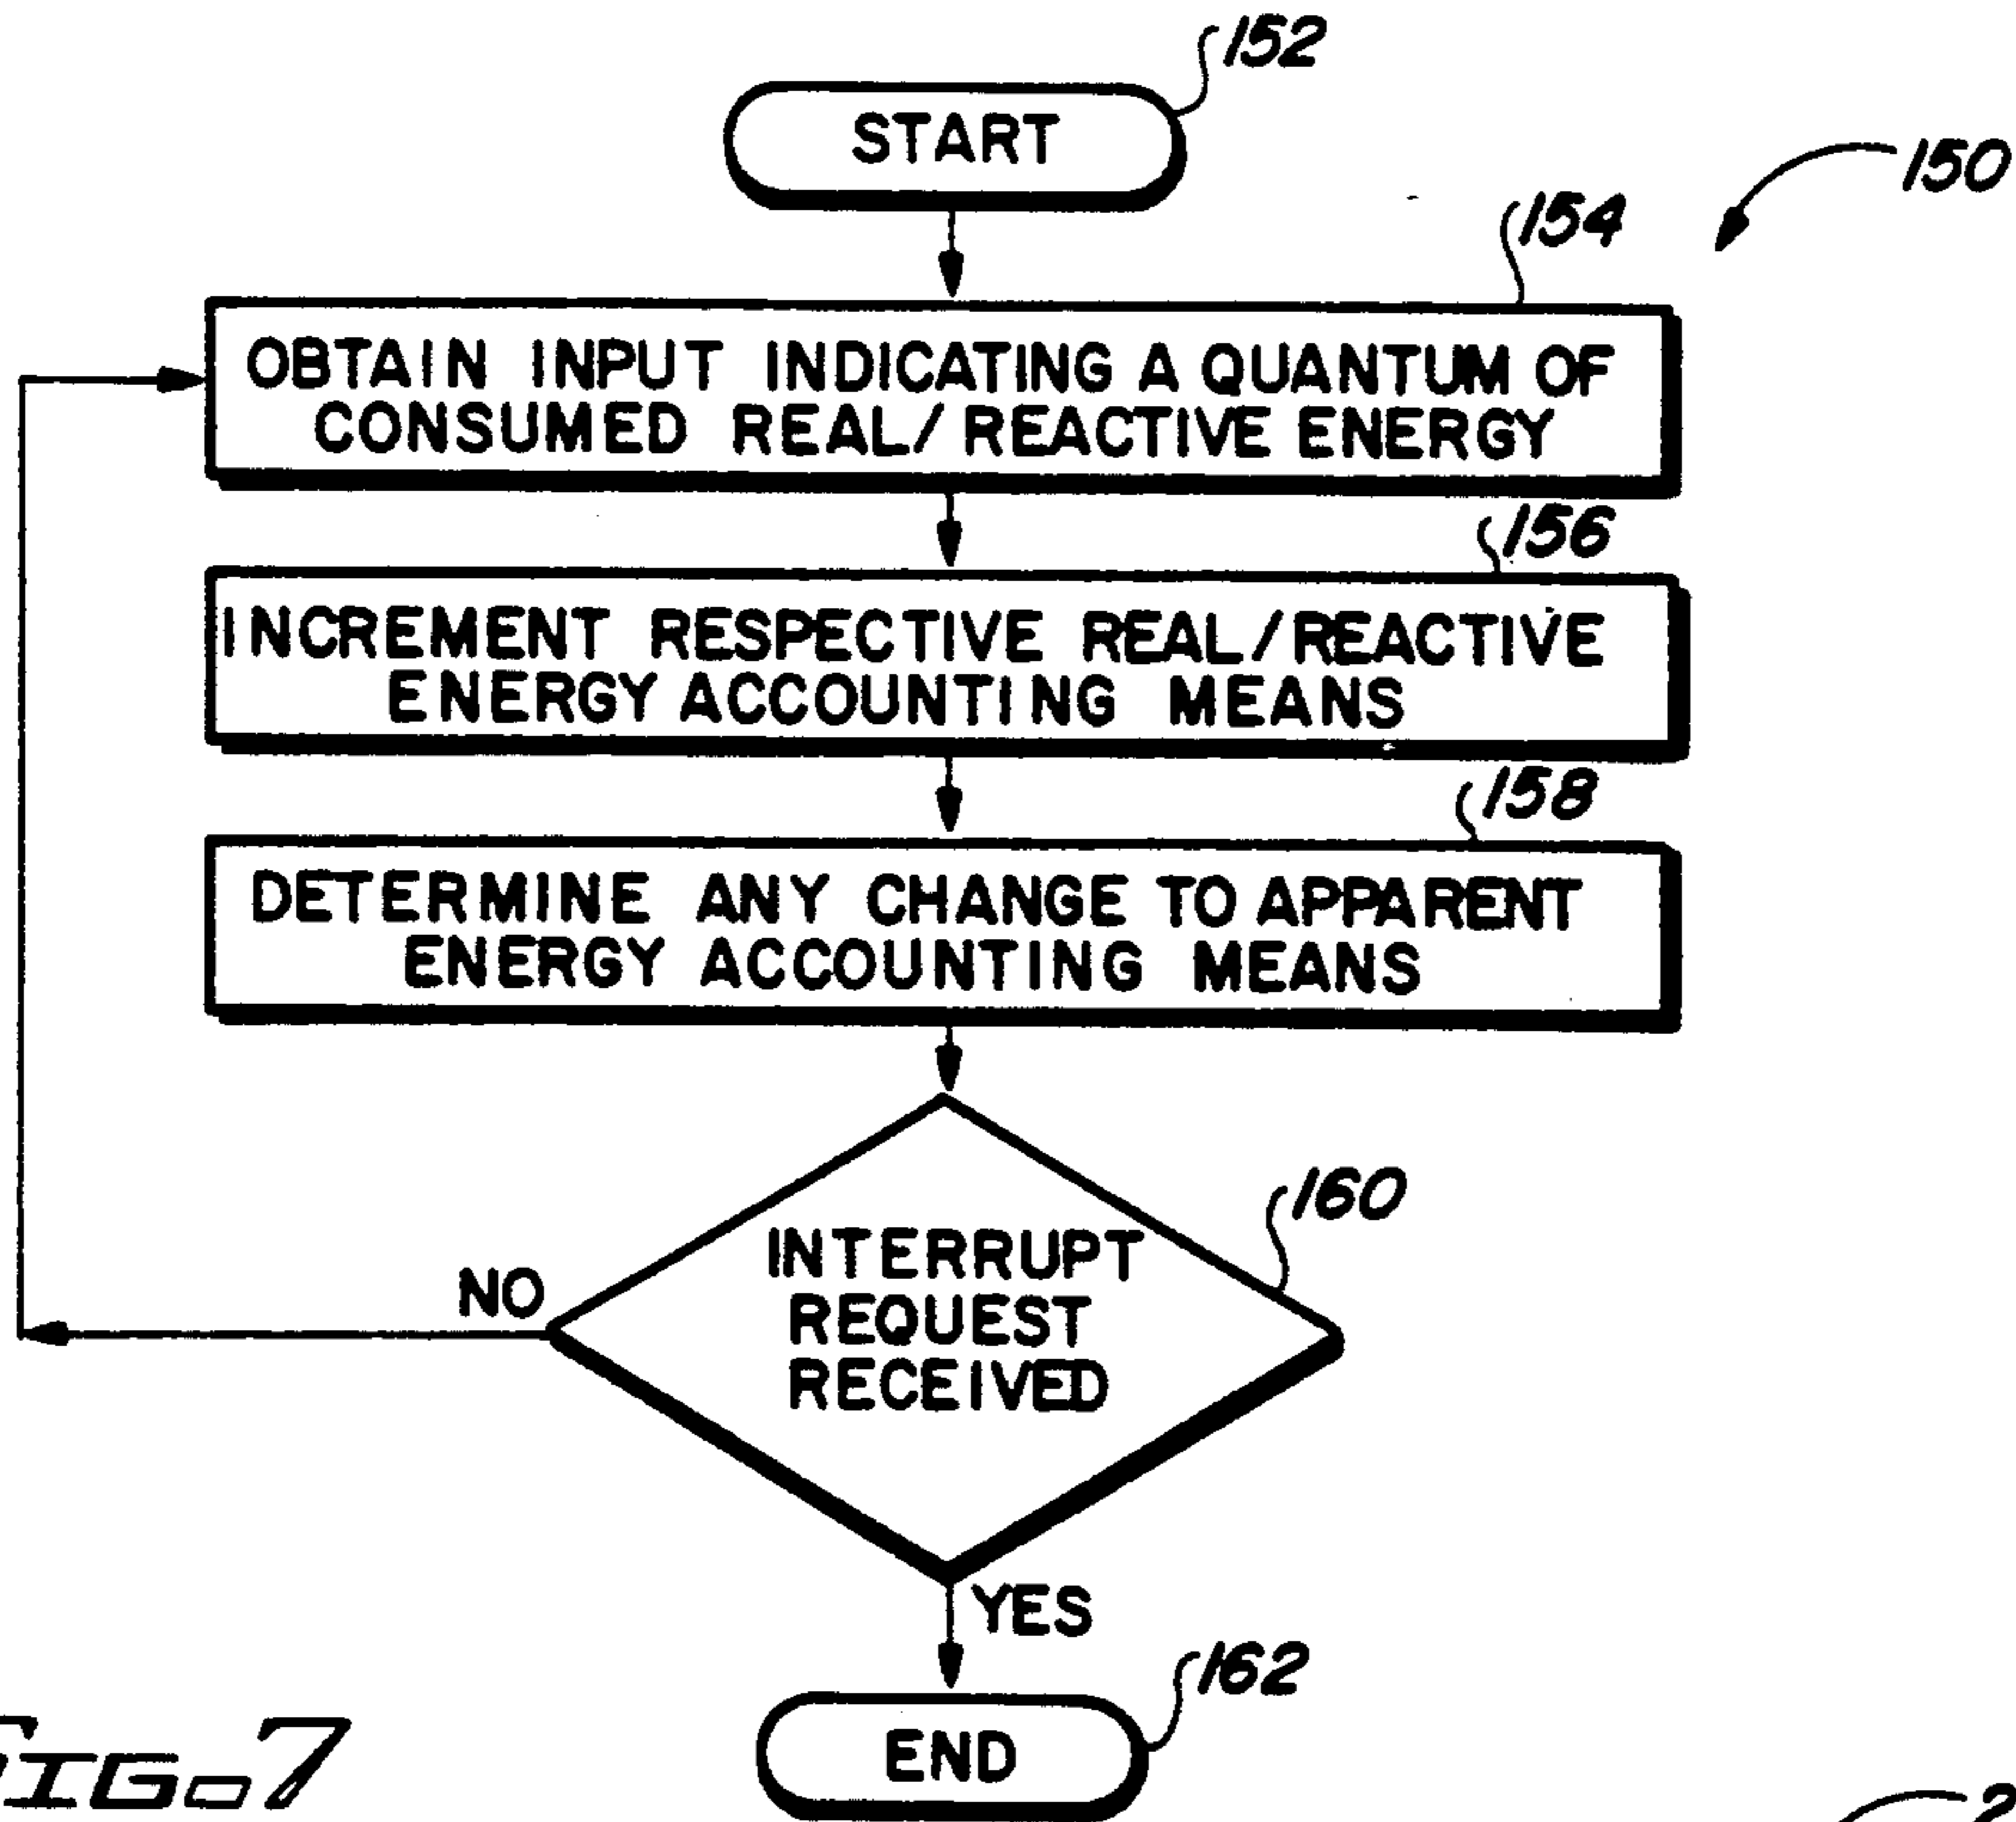 152
START
150
154
OBTAIN INPUT INDICATING A QUANTUM OF
CONSUMED REAL/REACTIVE ENERGY
156
INCREMENT RESPECTIVE REAL/REACTIVE
ENERGY ACCOUNTING MEANS
158
DETERMINE ANY CHANGE TO APPARENT
ENERGY ACCOUNTING MEANS
160
INTERRUPT
REQUEST
RECEIVED
NO
YES
162
END
FIG. 7